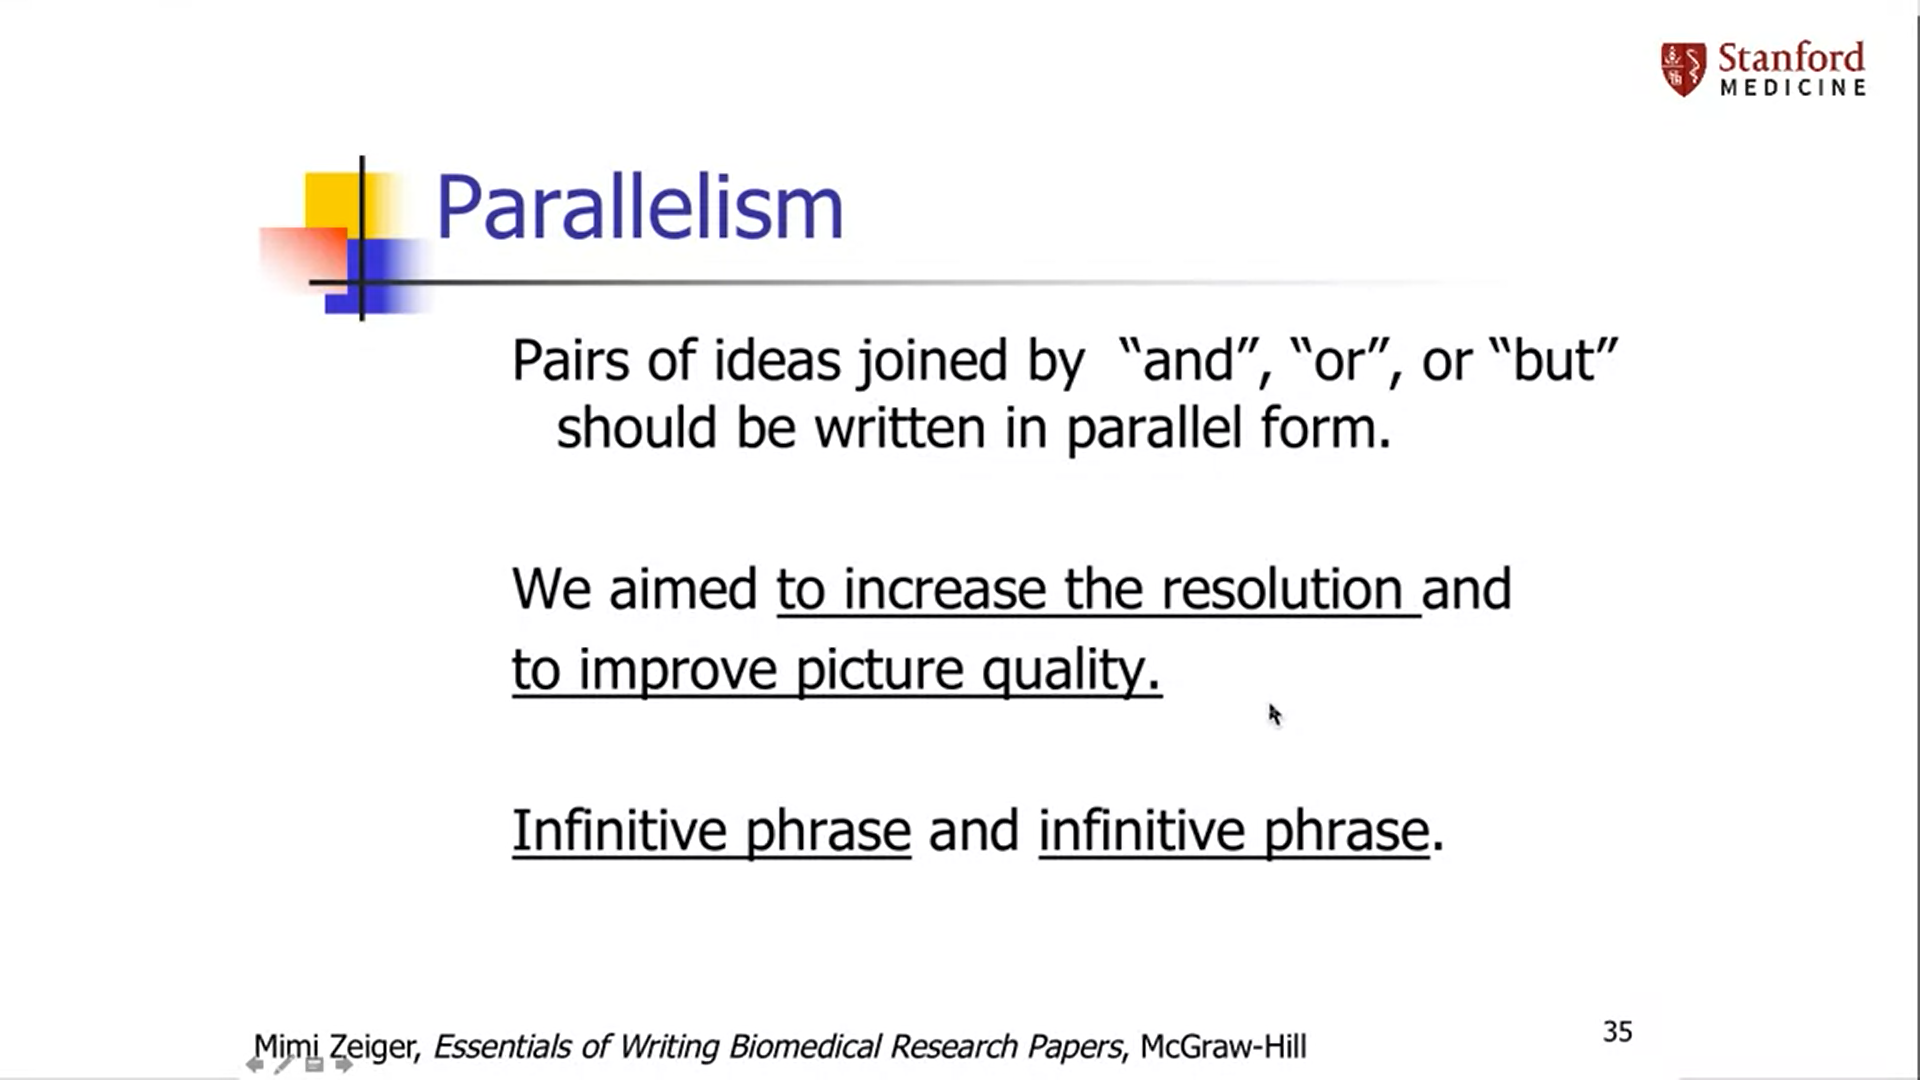 Stanford
MEDICINE
Parallelism
Pairs of ideas joined by “and”, “or”, or “but”
should be written in parallel form.
We aimed to increase the resolution and
to improve picture quality.
Infinitive phrase and infinitive phrase.
Mimi Zeiger, Essentials of Writing Biomedical Research Papers, McGraw-Hill
35